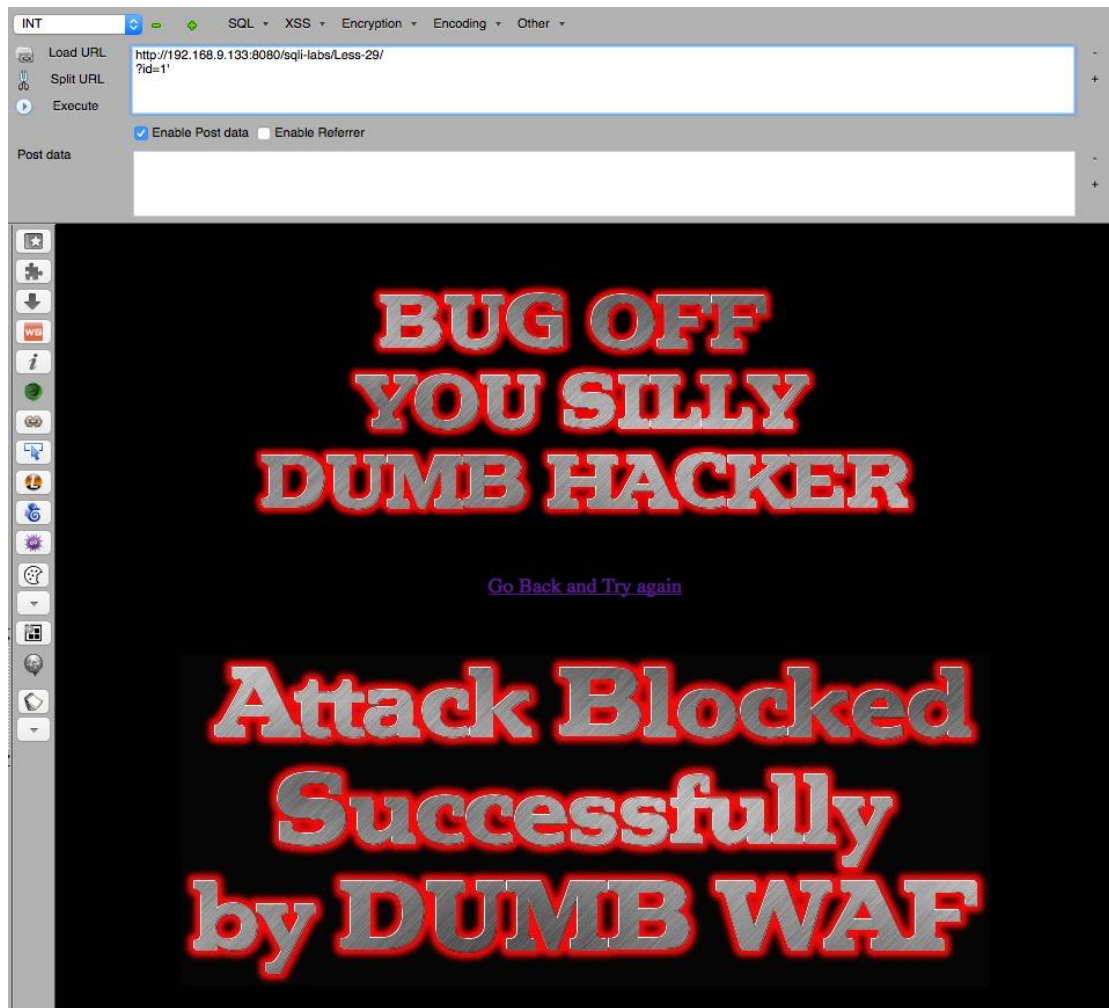 INT
SQL XSS Encryption Encoding Other
Load URL
http://192.168.9.133:8080/sqli-labs/Less-29/
Split URL
?id=1'
Execute
Enable Post data Enable Referrer
Post data
BUG OFF
YOU SILLY
DUMB HACKER
Go Back and Try again
Attack Blocked
Successfully
by DUMB WAF